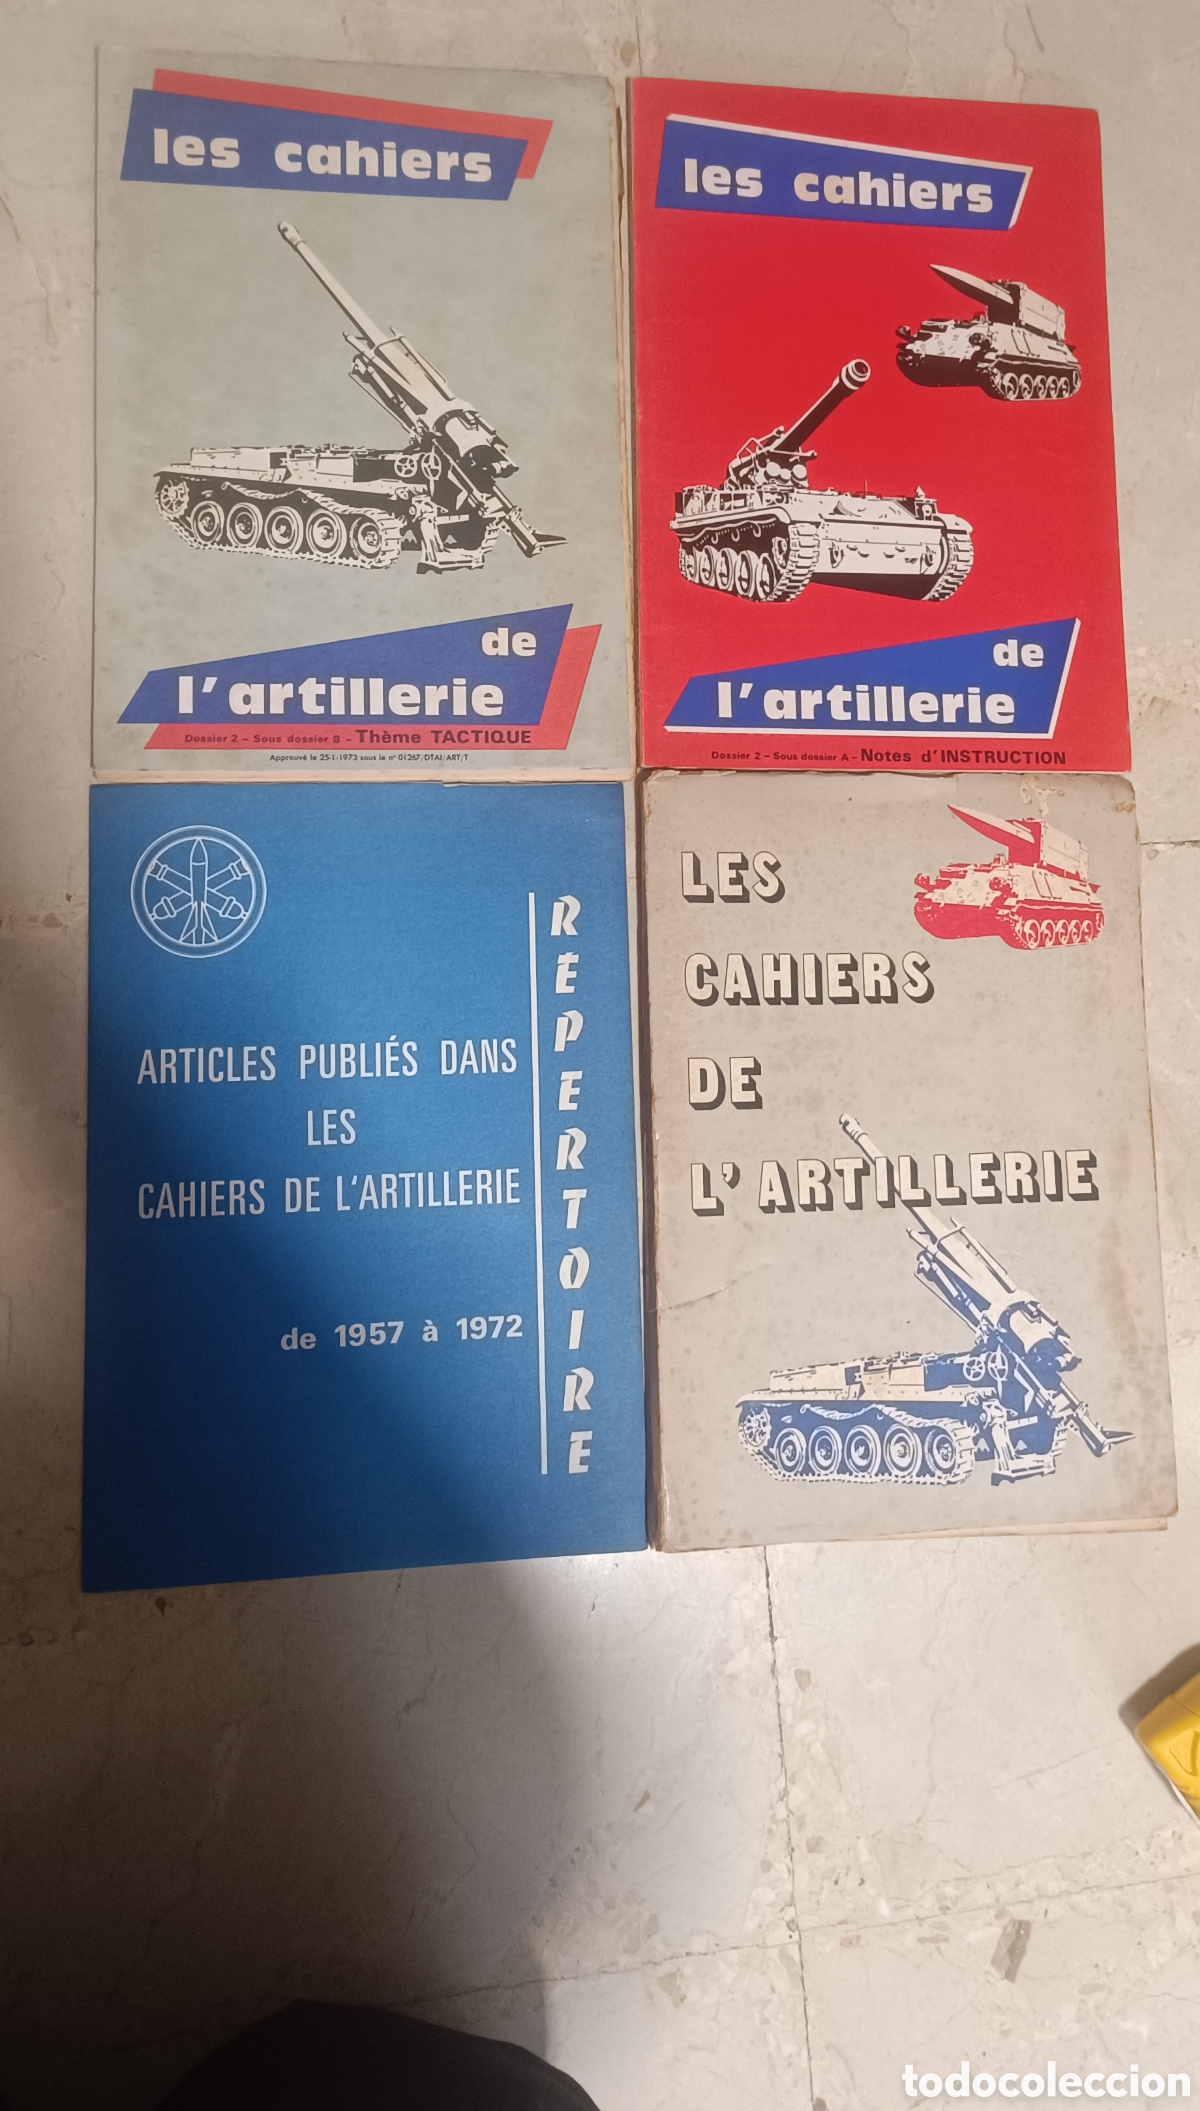 les cahiers
de
l'artillerie
Dossier 2 - Sous dossier B - Thème TACTIQUE
Approuvé le 25-1-1973 sous le n° 01267/DTAI/ART/T
les cahiers
de
l'artillerie
Dossier 2 - Sous dossier A - Notes d'INSTRUCTION
ARTICLES PUBLIÉS DANS
LES
CAHIERS DE L'ARTILLERIE
de 1957 à 1972
RÉPERTOIRE
LES
CAHIERS
DE
L'ARTILLERIE
todocoleccion